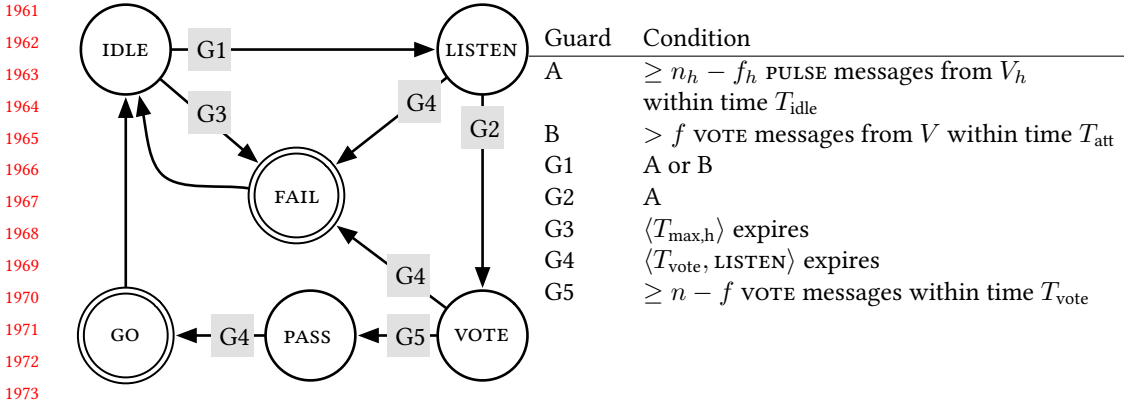 1961
1962
1963
1964
1965
1966
1967
1968
1969
1970
1971
1972
1973
IDLE
G1
LISTEN
G3
G4
G2
FAIL
G4
GO
G4
PASS
G5
VOTE
Guard Condition
A ≥ n_h − f_h PULSE messages from V_h
within time T_idle
B > f VOTE messages from V within time T_att
G1 A or B
G2 A
G3 ⟨T_max,h⟩ expires
G4 ⟨T_vote, LISTEN⟩ expires
G5 ≥ n − f VOTE messages within time T_vote